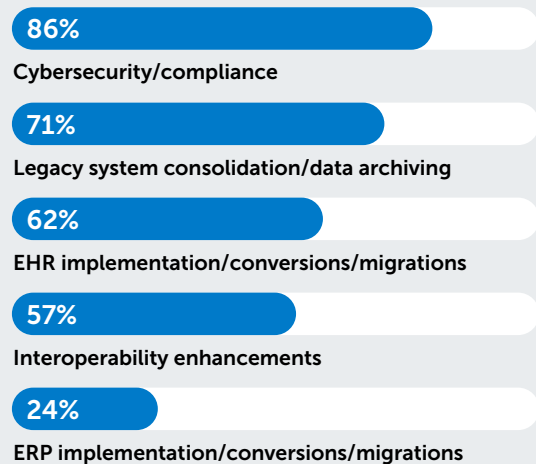 86%
Cybersecurity/compliance
71%
Legacy system consolidation/data archiving
62%
EHR implementation/conversions/migrations
57%
Interoperability enhancements
24%
ERP implementation/conversions/migrations